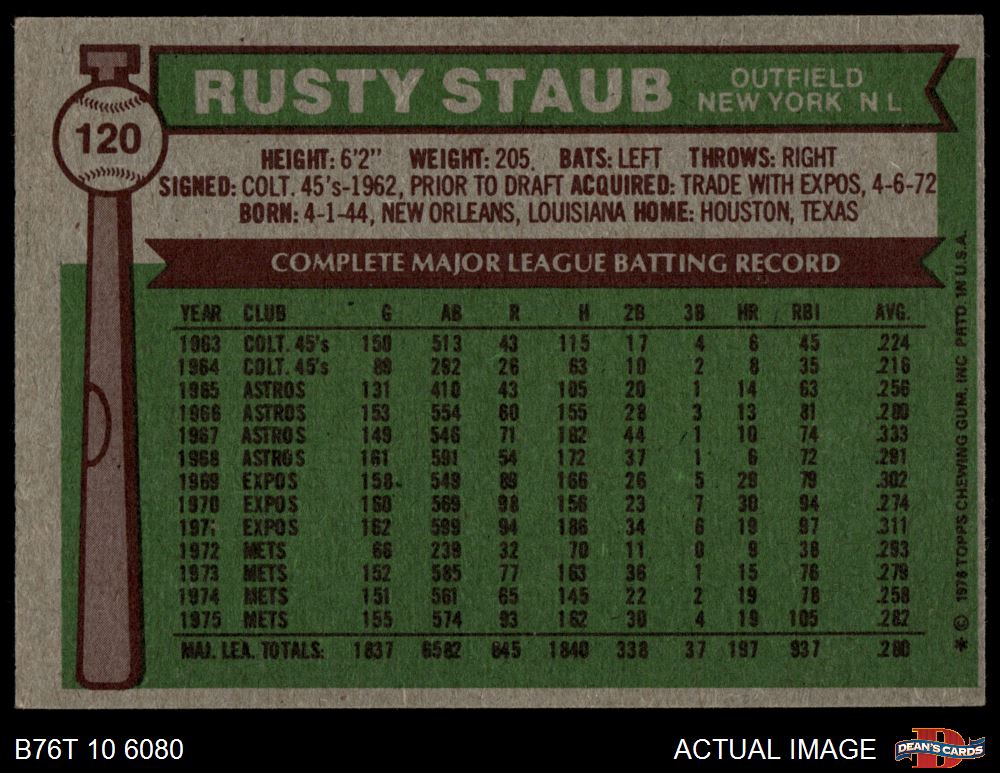 RUSTY STAUB
OUTFIELD
NEW YORK N L
120
HEIGHT: 6'2" WEIGHT: 205. BATS: LEFT THROWS: RIGHT
SIGNED: COLT. 45's-1962, PRIOR TO DRAFT ACQUIRED: TRADE WITH EXPOS, 4-6-72
BORN: 4-1-44, NEW ORLEANS, LOUISIANA HOME: HOUSTON, TEXAS
COMPLETE MAJOR LEAGUE BATTING RECORD
YEAR CLUB G AB R H 2B 3B HR RBI AVG.
1963 COLT. 45's 150 513 43 115 17 4 6 45 .224
1964 COLT. 45's 89 292 26 63 10 2 8 35 .216
1965 ASTROS 131 410 43 105 20 1 14 63 .256
1966 ASTROS 153 554 60 155 28 3 13 81 .280
1967 ASTROS 149 546 71 182 44 1 10 74 .333
1968 ASTROS 161 591 54 172 37 1 6 72 .291
1969 EXPOS 158 549 89 166 26 5 29 79 .302
1970 EXPOS 160 569 98 156 23 7 30 94 .274
1971 EXPOS 162 599 94 186 34 6 19 97 .311
1972 METS 66 239 32 70 11 0 9 38 .293
1973 METS 152 585 77 163 36 1 15 76 .279
1974 METS 151 561 65 145 22 2 19 78 .258
1975 METS 155 574 93 162 30 4 19 105 .282
MAJ. LEA. TOTALS: 1837 6582 845 1840 338 37 197 937 .280
* © 1976 TOPPS CHEWING GUM, INC PRTD IN U.S.A.
B76T 10 6080
ACTUAL IMAGE
D
DEAN'S CARDS